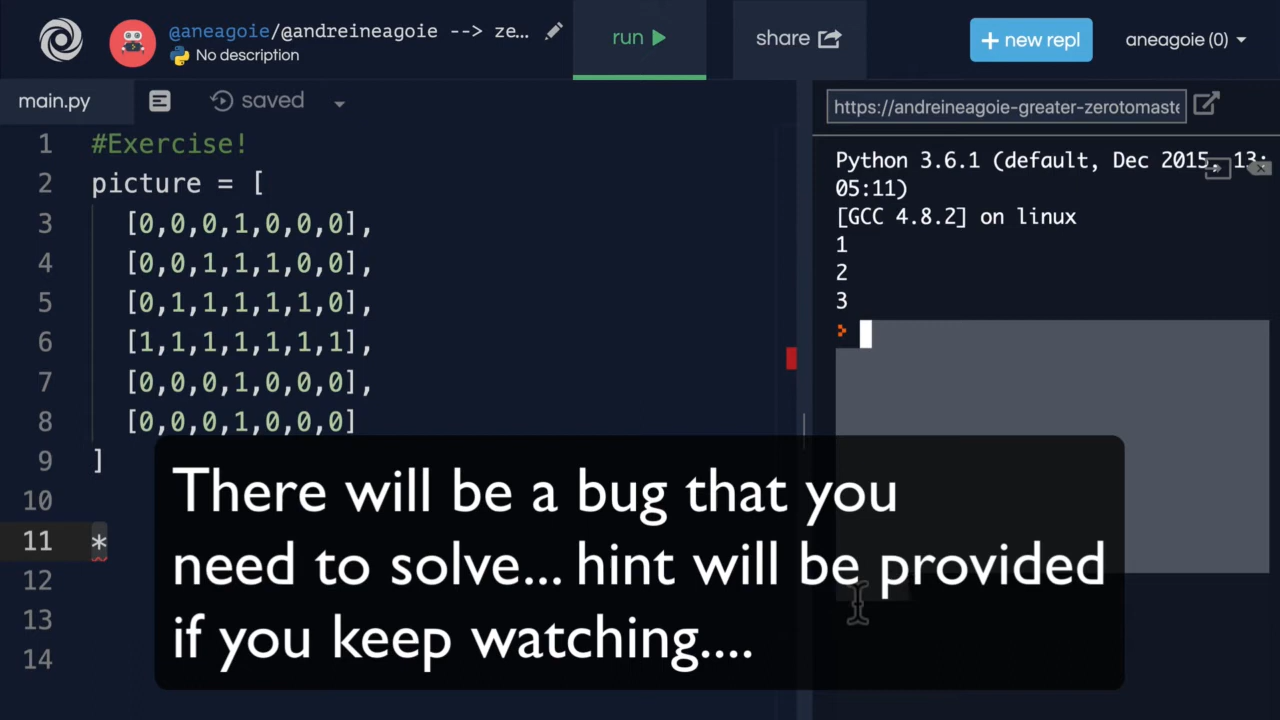 @aneagoie/@andreineagoie --> ze...
No description
run
share
+ new repl
aneagoie (0)
main.py
saved
https://andreineagoie-greater-zerotomaste
1 #Exercise!
2 picture = [
3 [0,0,0,1,0,0,0],
4 [0,0,1,1,1,0,0],
5 [0,1,1,1,1,1,0],
6 [1,1,1,1,1,1,1],
7 [0,0,0,1,0,0,0],
8 [0,0,0,1,0,0,0]
9 ]
10
11 *
12
13
14
Python 3.6.1 (default, Dec 2015, 13:
05:11)
[GCC 4.8.2] on linux
1
2
3
There will be a bug that you
need to solve... hint will be provided
if you keep watching....